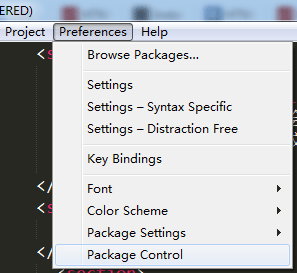 ERED)
Project Preferences Help
Browse Packages...
Settings
Settings – Syntax Specific
Settings – Distraction Free
Key Bindings
Font
Color Scheme
Package Settings
Package Control
<s
</
<s
</
<section>